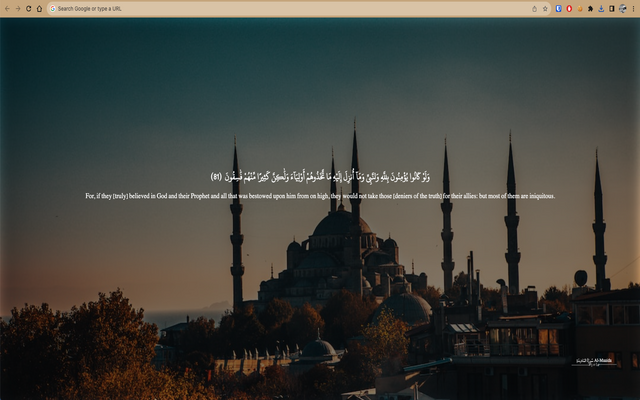 Search Google or type a URL
وَلَوْ كَانُوا يُؤْمِنُونَ بِاللَّهِ وَالنَّبِيِّ وَمَا أُنزِلَ إِلَيْهِ مَا اتَّخَذُوهُمْ أَوْلِيَاءَ وَلَٰكِنَّ كَثِيرًا مِّنْهُمْ فَاسِقُونَ (81)
For, if they [truly] believed in God and their Prophet and all that was bestowed upon him from on high, they would not take those [deniers of the truth] for their allies: but most of them are iniquitous.
Al-Maaida